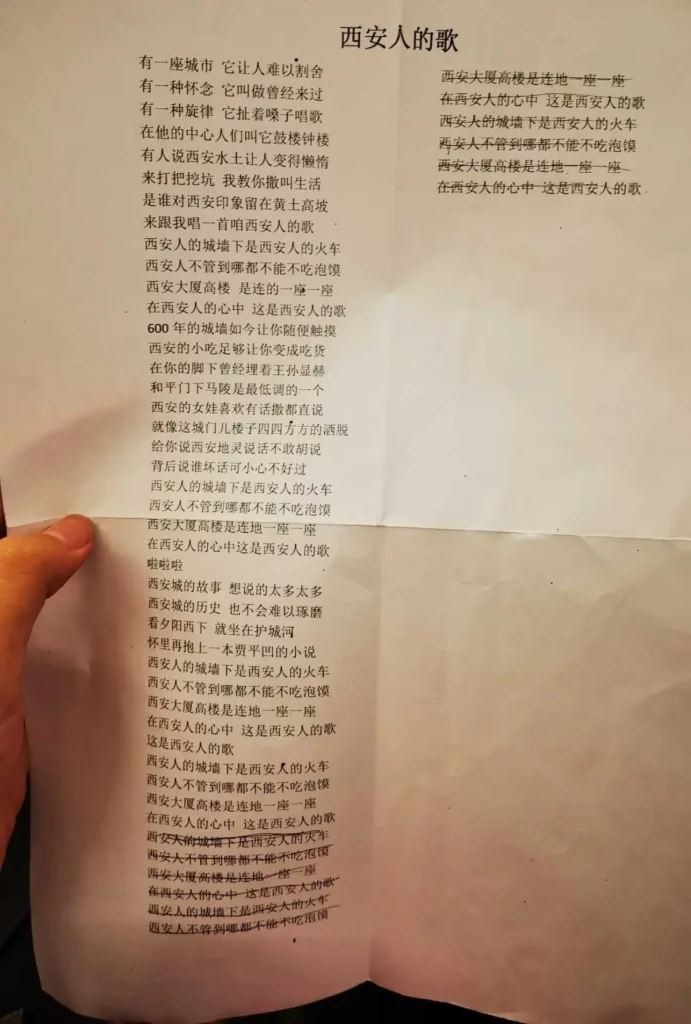 西安人的歌
有一座城市 它让人难以割舍
有一种怀念 它叫做曾经来过
有一种旋律 它扯着嗓子唱歌
在他的中心人们叫它鼓楼钟楼
有人说西安水土让人变得懒惰
来打把挖坑 我教你撒叫生活
是谁对西安印象留在黄土高坡
来跟我唱一首咱西安人的歌
西安人的城墙下是西安人的火车
西安人不管到哪都不能不吃泡馍
西安大厦高楼 是连的一座一座
在西安人的心中 这是西安人的歌
600 年的城墙如今让你随便触摸
西安的小吃足够让你变成吃货
在你的脚下曾经埋着王孙显赫
和平门下马陵是最低调的一个
西安的女娃喜欢有话撒都直说
就像这城门儿楼子四四方方的洒脱
给你说西安地灵说话不敢胡说
背后说谁坏话可小心不好过
西安人的城墙下是西安人的火车
西安人不管到哪都不能不吃泡馍
西安大厦高楼是连地一座一座
在西安人的心中这是西安人的歌
啦啦啦
西安城的故事 想说的太多太多
西安城的历史 也不会难以琢磨
看夕阳西下 就坐在护城河
怀里再抱上一本贾平凹的小说
西安人的城墙下是西安人的火车
西安人不管到哪都不能不吃泡馍
西安大厦高楼是连地一座一座
在西安人的心中 这是西安人的歌
这是西安人的歌
西安人的城墙下是西安人的火车
西安人不管到哪都不能不吃泡馍
西安大厦高楼是连地一座一座
在西安人的心中 这是西安人的歌
西安人的城墙下是西安人的火车
西安人不管到哪都不能不吃泡馍
西安大厦高楼是连地一座一座
在西安人的心中 这是西安人的歌
西安人的城墙下是西安人的火车
西安人不管到哪都不能不吃泡馍
西安大厦高楼是连地一座一座
在西安人的心中 这是西安人的歌
西安人的城墙下是西安人的火车
西安人不管到哪都不能不吃泡馍
西安大厦高楼是连地一座一座
在西安人的心中 这是西安人的歌